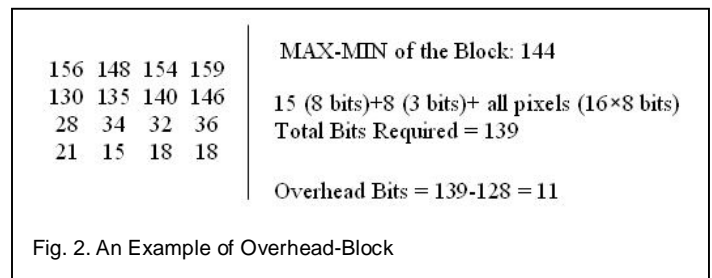 156 148 154 159
130 135 140 146
28 34 32 36
21 15 18 18
MAX-MIN of the Block: 144
15 (8 bits)+8 (3 bits)+ all pixels (16×8 bits)
Total Bits Required = 139
Overhead Bits = 139-128 = 11
Fig. 2. An Example of Overhead-Block